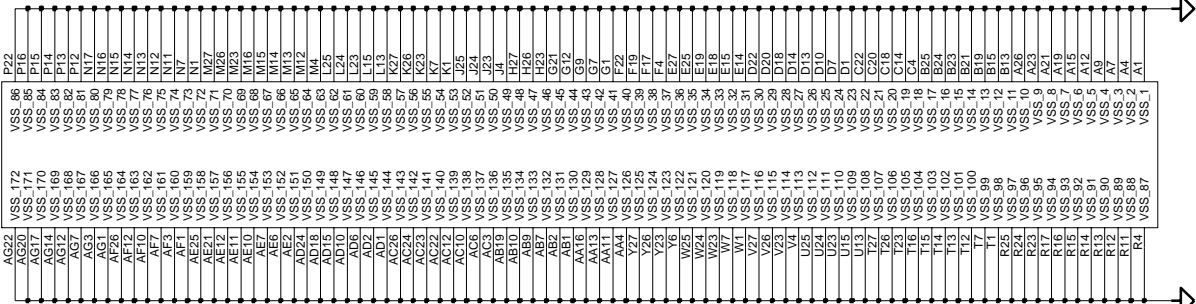 P22 P16 P15 P14 P13 P12 N17 N16 N15 N14 N13 N12 N11 N7 N1 M27 M26 M23 M16 M15 M14 M13 M12 M4 L25 L24 L23 L15 L13 K27 K26 K23 K7 K1 J25 J24 J23 J4 H27 H26 H23 G21 G12 G9 G7 G1 F22 F19 F17 F4 E27 E25 E19 E18 E15 E14 D22 D20 D18 D14 D13 D10 D7 D1 C22 C20 C18 C14 C4 B25 B24 B23 B21 B19 B15 B13 A26 A23 A21 A19 A15 A12 A9 A7 A4 A1
VSS_86 VSS_85 VSS_84 VSS_83 VSS_82 VSS_81 VSS_80 VSS_79 VSS_78 VSS_77 VSS_76 VSS_75 VSS_74 VSS_73 VSS_72 VSS_71 VSS_70 VSS_69 VSS_68 VSS_67 VSS_66 VSS_65 VSS_64 VSS_63 VSS_62 VSS_61 VSS_60 VSS_59 VSS_58 VSS_57 VSS_56 VSS_55 VSS_54 VSS_53 VSS_52 VSS_51 VSS_50 VSS_49 VSS_48 VSS_47 VSS_46 VSS_45 VSS_44 VSS_43 VSS_42 VSS_41 VSS_40 VSS_39 VSS_38 VSS_37 VSS_36 VSS_35 VSS_34 VSS_33 VSS_32 VSS_31 VSS_30 VSS_29 VSS_28 VSS_27 VSS_26 VSS_25 VSS_24 VSS_23 VSS_22 VSS_21 VSS_20 VSS_19 VSS_18 VSS_17 VSS_16 VSS_15 VSS_14 VSS_13 VSS_12 VSS_11 VSS_10 VSS_9 VSS_8 VSS_7 VSS_6 VSS_5 VSS_4 VSS_3 VSS_2 VSS_1
VSS_172 VSS_171 VSS_170 VSS_169 VSS_168 VSS_167 VSS_166 VSS_165 VSS_164 VSS_163 VSS_162 VSS_161 VSS_160 VSS_159 VSS_158 VSS_157 VSS_156 VSS_155 VSS_154 VSS_153 VSS_152 VSS_151 VSS_150 VSS_149 VSS_148 VSS_147 VSS_146 VSS_145 VSS_144 VSS_143 VSS_142 VSS_141 VSS_140 VSS_139 VSS_138 VSS_137 VSS_136 VSS_135 VSS_134 VSS_133 VSS_132 VSS_131 VSS_130 VSS_129 VSS_128 VSS_127 VSS_126 VSS_125 VSS_124 VSS_123 VSS_122 VSS_121 VSS_120 VSS_119 VSS_118 VSS_117 VSS_116 VSS_115 VSS_114 VSS_113 VSS_112 VSS_111 VSS_110 VSS_109 VSS_108 VSS_107 VSS_106 VSS_105 VSS_104 VSS_103 VSS_102 VSS_101 VSS_100 VSS_99 VSS_98 VSS_97 VSS_96 VSS_95 VSS_94 VSS_93 VSS_92 VSS_91 VSS_90 VSS_89 VSS_88 VSS_87
AG22 AG20 AG17 AG14 AG12 AG7 AG3 AG1 AF26 AF12 AF10 AF7 AF3 AF1 AE25 AE21 AE12 AE11 AE10 AE7 AE6 AE2 AD24 AD18 AD15 AD10 AD6 AD2 AD1 AC26 AC24 AC23 AC22 AC12 AC10 AC6 AC3 AB19 AB10 AB9 AB7 AB2 AB1 AA16 AA13 AA11 AA4 Y27 Y26 Y23 Y6 W25 W24 W23 W7 W1 V27 V26 V23 V4 U25 U24 U23 U15 U13 T27 T26 T23 T16 T15 T14 T13 T12 T7 T1 R25 R24 R23 R17 R16 R15 R14 R13 R12 R11 R4